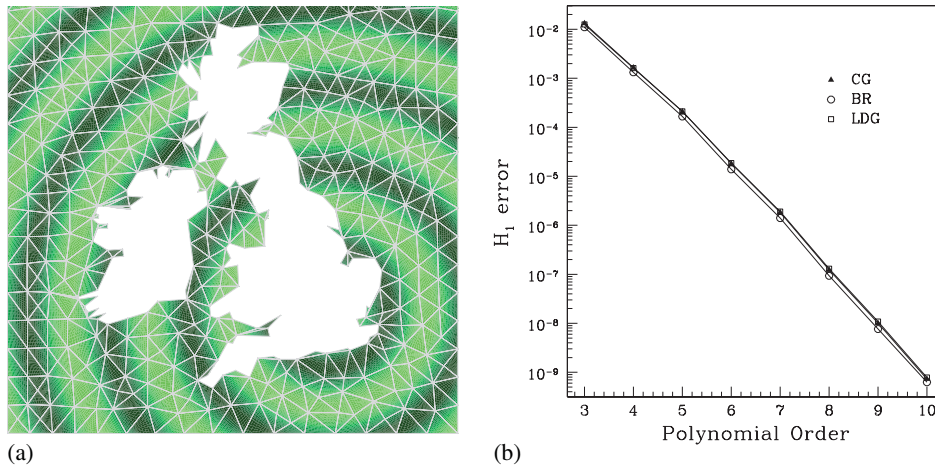 10⁻²
10⁻³
10⁻⁴
10⁻⁵
10⁻⁶
10⁻⁷
10⁻⁸
10⁻⁹
H₁ error
CG
BR
LDG
3 4 5 6 7 8 9 10
Polynomial Order
(a)
(b)